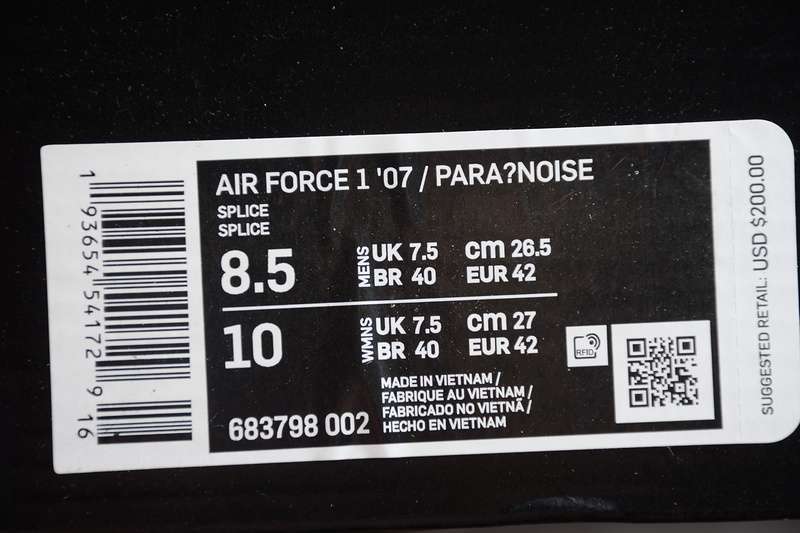 AIR FORCE 1 '07 / PARA?NOISE
SPLICE
SPLICE
8.5
MENS
UK 7.5 cm 26.5
BR 40 EUR 42
10
WMNS
UK 7.5 cm 27
BR 40 EUR 42
MADE IN VIETNAM /
FABRIQUE AU VIETNAM /
FABRICADO NO VIETNÃ /
HECHO EN VIETNAM
683798 002
RFID
1 93654 54172 9 16
SUGGESTED RETAIL: USD $200.00